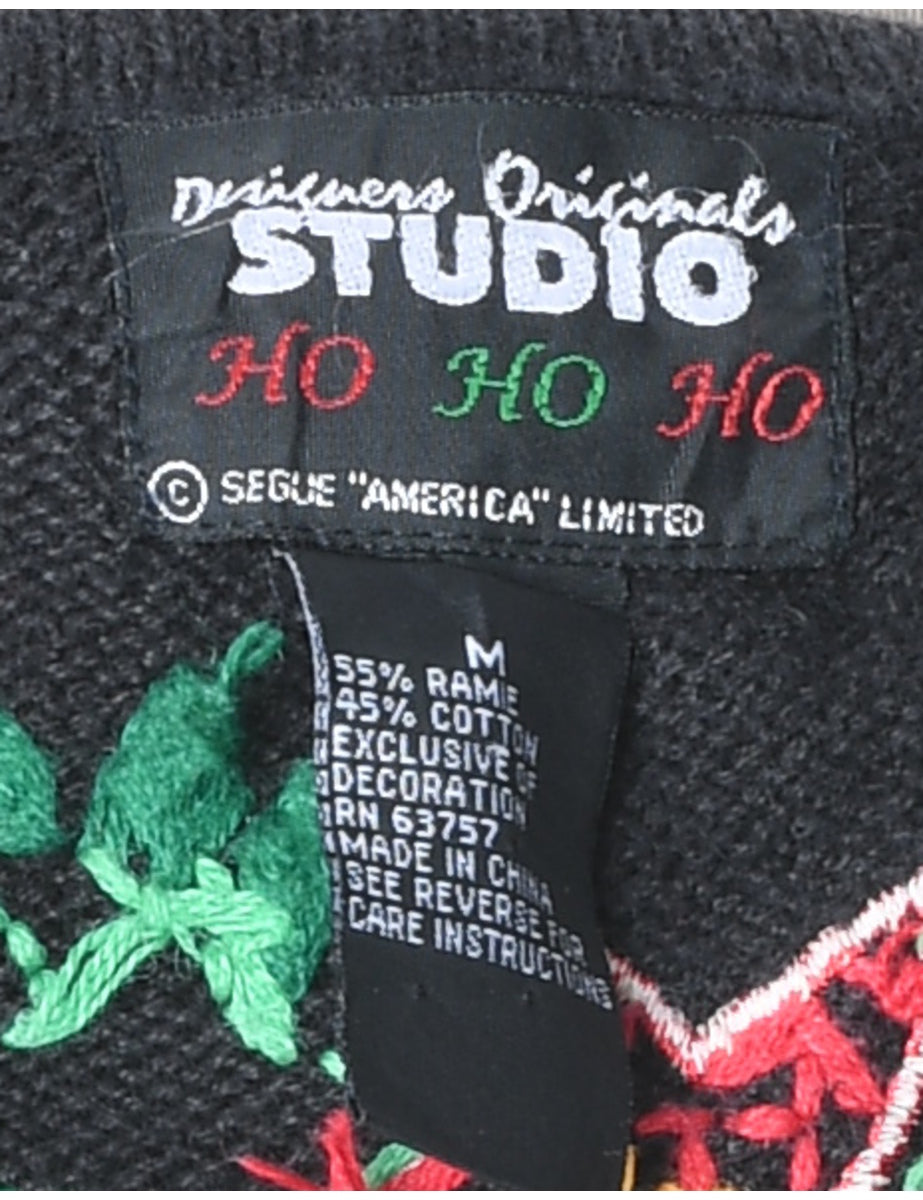 Designers Originals
STUDIO
HO HO HO
© SEGUE "AMERICA" LIMITED
M
55% RAMIE
45% COTTON
EXCLUSIVE OF
DECORATION
RN 63757
MADE IN CHINA
SEE REVERSE FOR
CARE INSTRUCTIONS